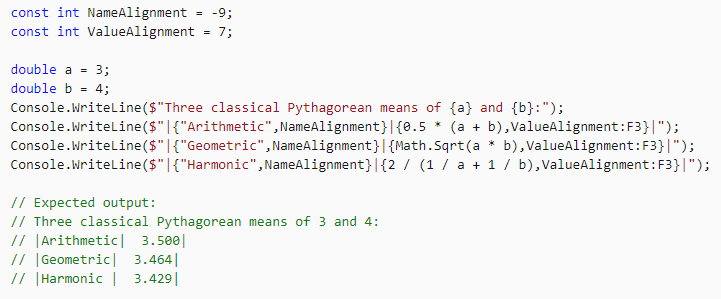 const int NameAlignment = -9;
const int ValueAlignment = 7;

double a = 3;
double b = 4;
Console.WriteLine($"Three classical Pythagorean means of {a} and {b}:");
Console.WriteLine($"|{"Arithmetic",NameAlignment}|{0.5 * (a + b),ValueAlignment:F3}|");
Console.WriteLine($"|{"Geometric",NameAlignment}|{Math.Sqrt(a * b),ValueAlignment:F3}|");
Console.WriteLine($"|{"Harmonic",NameAlignment}|{2 / (1 / a + 1 / b),ValueAlignment:F3}|");

// Expected output:
// Three classical Pythagorean means of 3 and 4:
// |Arithmetic|  3.500|
// |Geometric|  3.464|
// |Harmonic |  3.429|